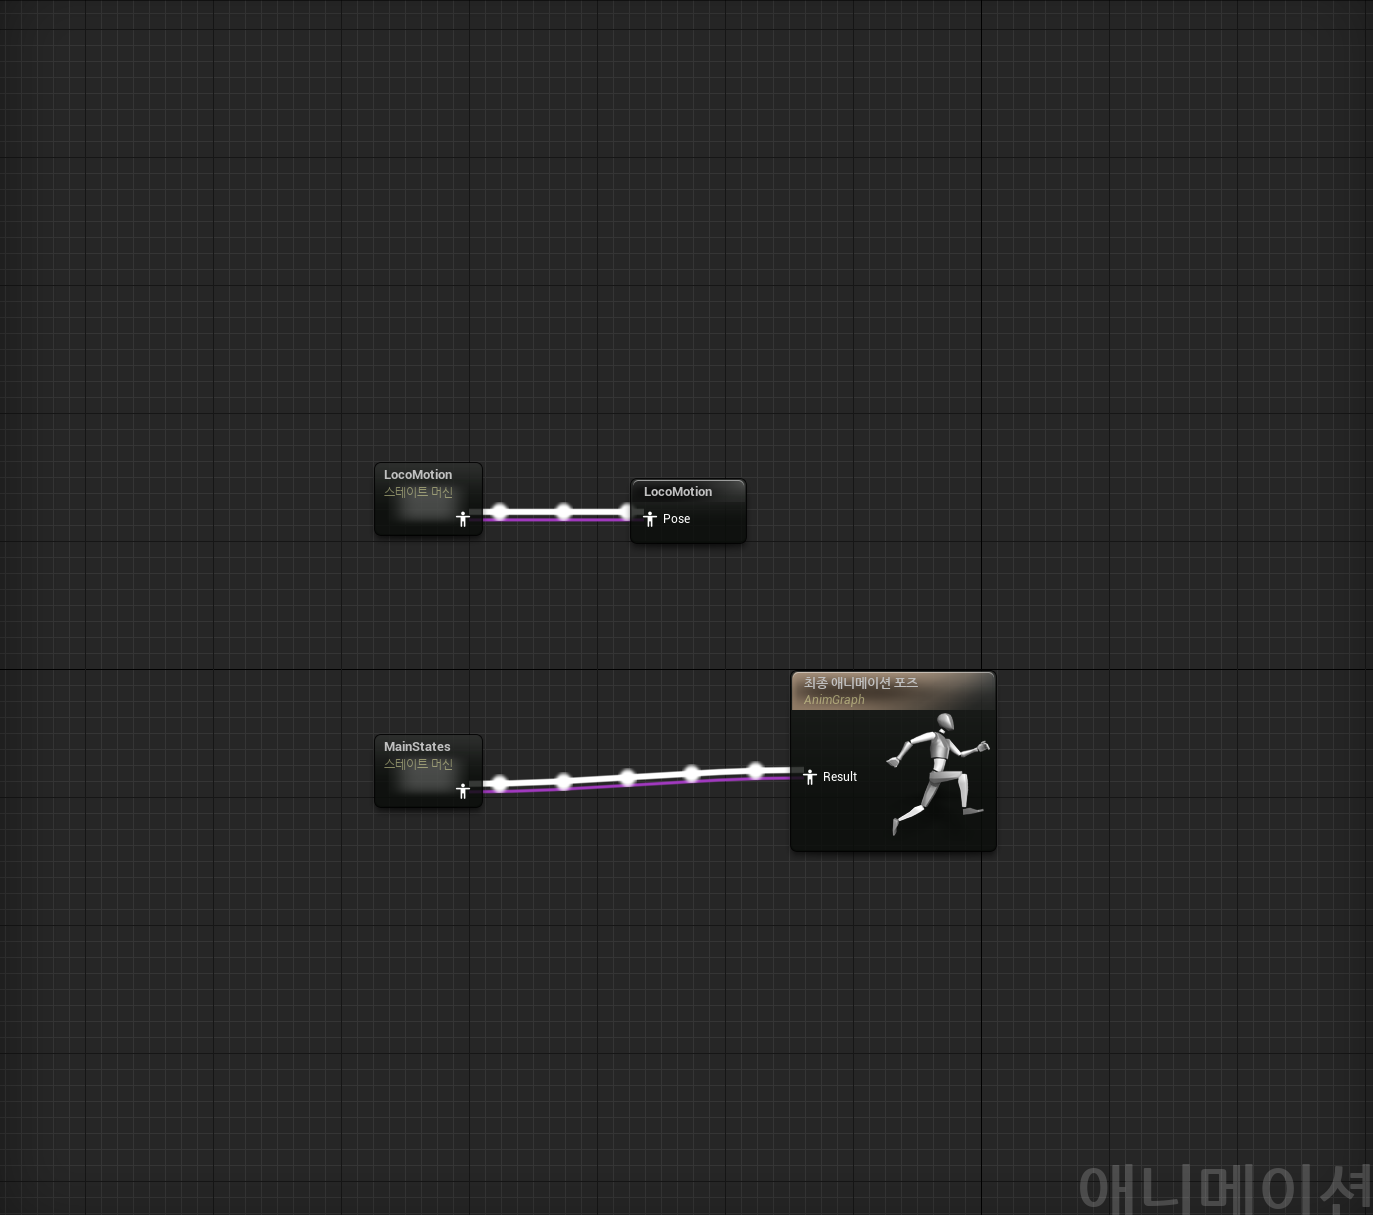 LocoMotion
스테이트 머신
LocoMotion
Pose
최종 애니메이션 포즈
AnimGraph
MainStates
스테이트 머신
Result
애니메이션